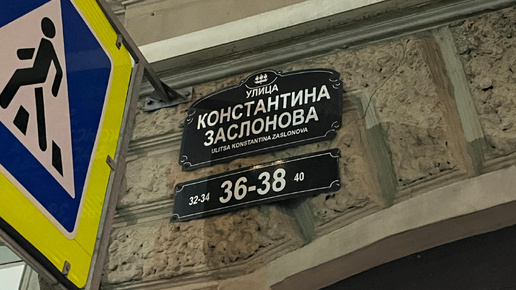 УЛИЦА
КОНСТАНТИНА
ЗАСЛОНОВА
ULITSA KONSTANTINA ZASLONOVA
32-34 36-38 40